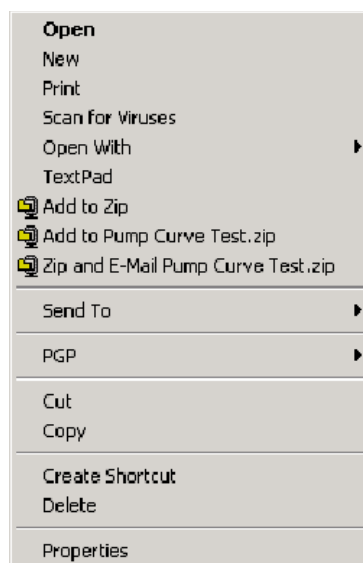 Open
New
Print
Scan for Viruses
Open With
TextPad
Add to Zip
Add to Pump Curve Test.zip
Zip and E-Mail Pump Curve Test.zip
Send To
PGP
Cut
Copy
Create Shortcut
Delete
Properties